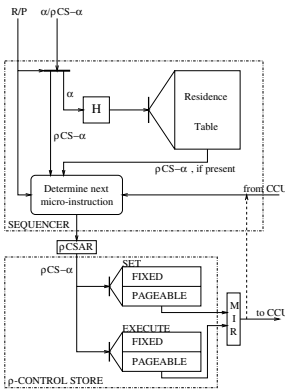 R/P α/ρCS−α
α
H
Residence
Table
ρCS−α
ρCS−α , if present
Determine next
micro-instruction
from CCU
SEQUENCER
ρCSAR
ρCS−α
SET
FIXED
PAGEABLE
M
I
R
to CCU
EXECUTE
FIXED
PAGEABLE
ρ-CONTROL STORE